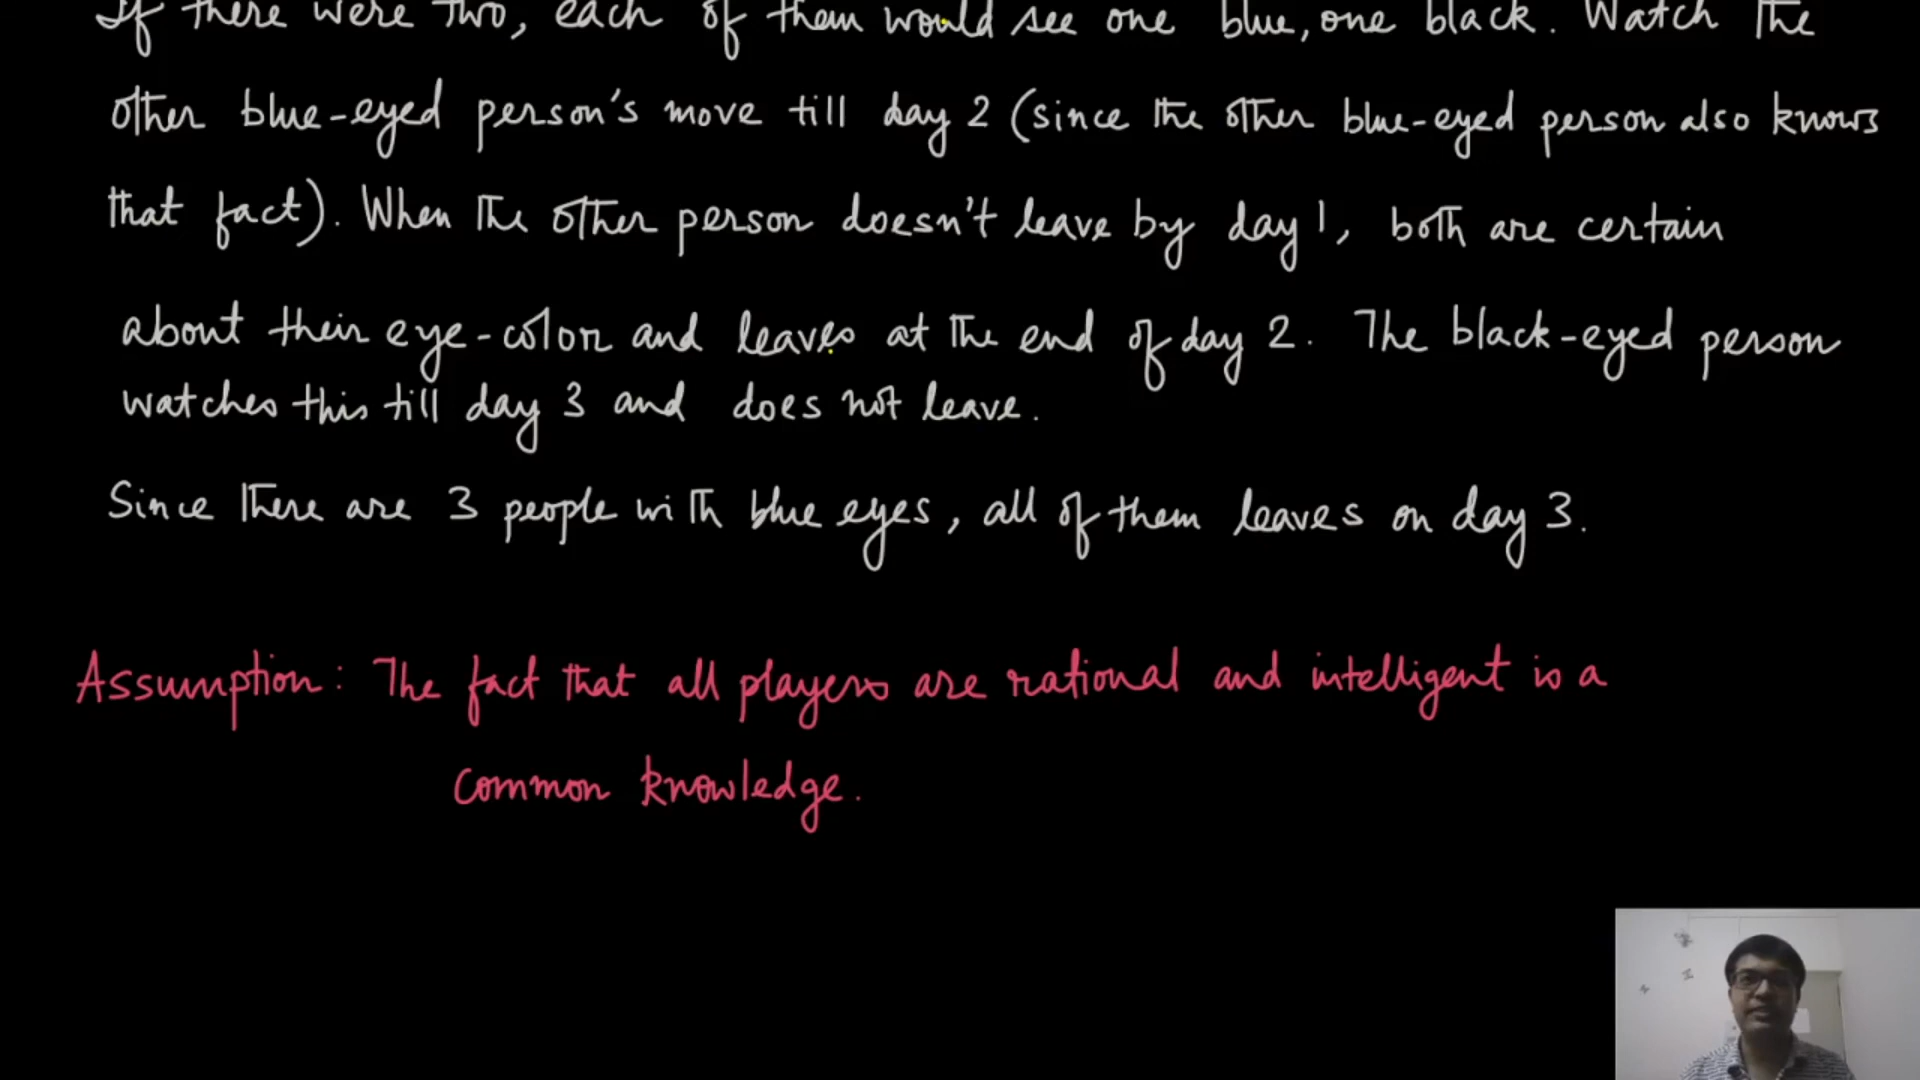 If there were two, each of them would see one blue, one black. Watch the
other blue-eyed person's move till day 2 (since the other blue-eyed person also knows
that fact). When the other person doesn't leave by day 1, both are certain
about their eye-color and leaves at the end of day 2. The black-eyed person
watches this till day 3 and does not leave.
Since there are 3 people with blue eyes, all of them leaves on day 3.
Assumption: The fact that all players are rational and intelligent is a
common knowledge.